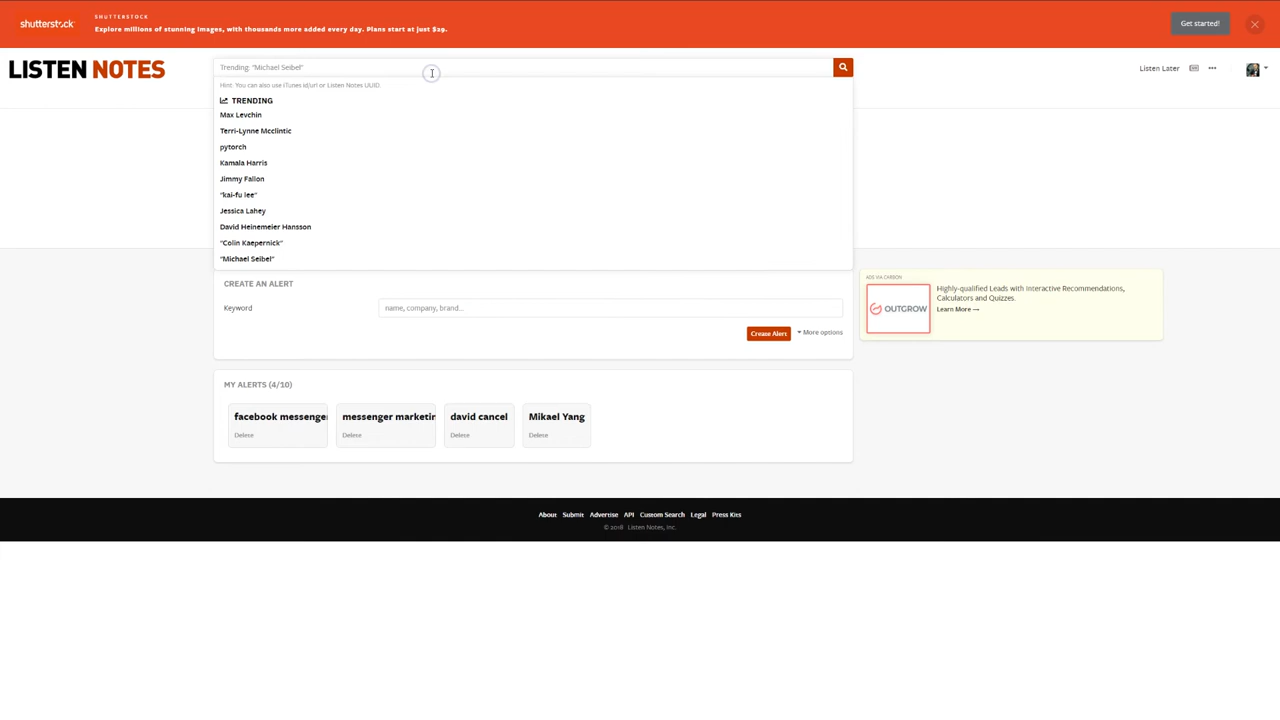 shutterstock
SHUTTERSTOCK
Explore millions of stunning images, with thousands more added every day. Plans start at just $29.
Get started!
LISTEN NOTES
Trending: "Michael Seibel"
Listen Later
Hint: You can also use iTunes id/url or Listen Notes UUID.
TRENDING
Max Levchin
Terri-Lynne Mcclintic
pytorch
Kamala Harris
Jimmy Fallon
"kai-fu lee"
Jessica Lahey
David Heinemeier Hansson
"Colin Kaepernick"
"Michael Seibel"
CREATE AN ALERT
Keyword
name, company, brand...
Create Alert
More options
ADS VIA CARBON
OUTGROW
Highly-qualified Leads with Interactive Recommendations,
Calculators and Quizzes.
Learn More →
MY ALERTS (4/10)
facebook messenger
messenger marketin
david cancel
Mikael Yang
Delete
Delete
Delete
Delete
About Submit Advertise API Custom Search Legal Press Kits
© 2018 Listen Notes, Inc.